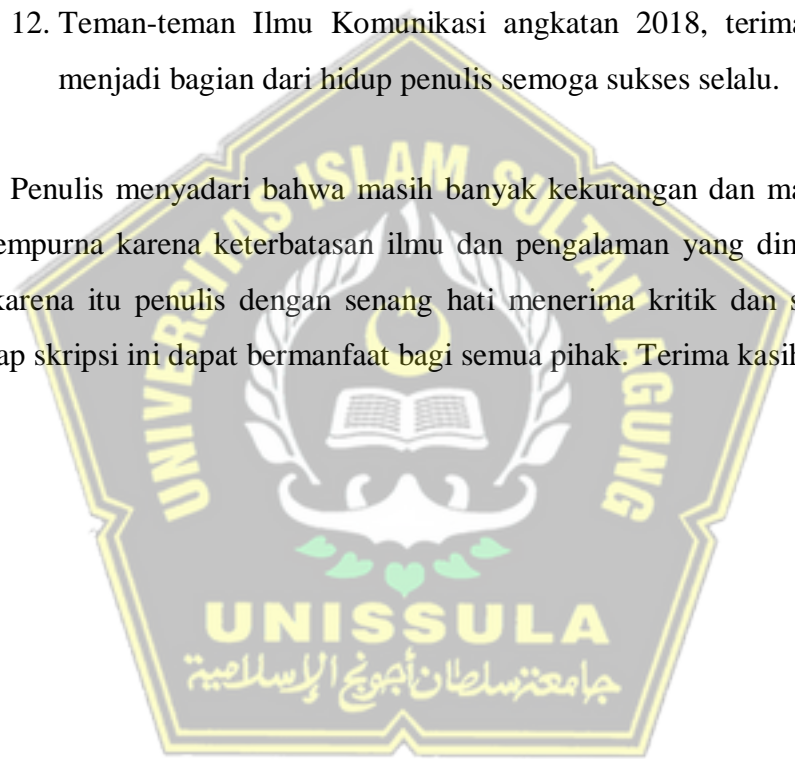 12. Teman-teman Ilmu Komunikasi angkatan 2018, terima
menjadi bagian dari hidup penulis semoga sukses selalu.
Penulis menyadari bahwa masih banyak kekurangan dan ma
empurna karena keterbatasan ilmu dan pengalaman yang dim
karena itu penulis dengan senang hati menerima kritik dan s
ap skripsi ini dapat bermanfaat bagi semua pihak. Terima kasih
UNIVERSITAS ISLAM SULTAN AGUNG
UNISSULA
جامعة سلطان أجونج الإسلامية